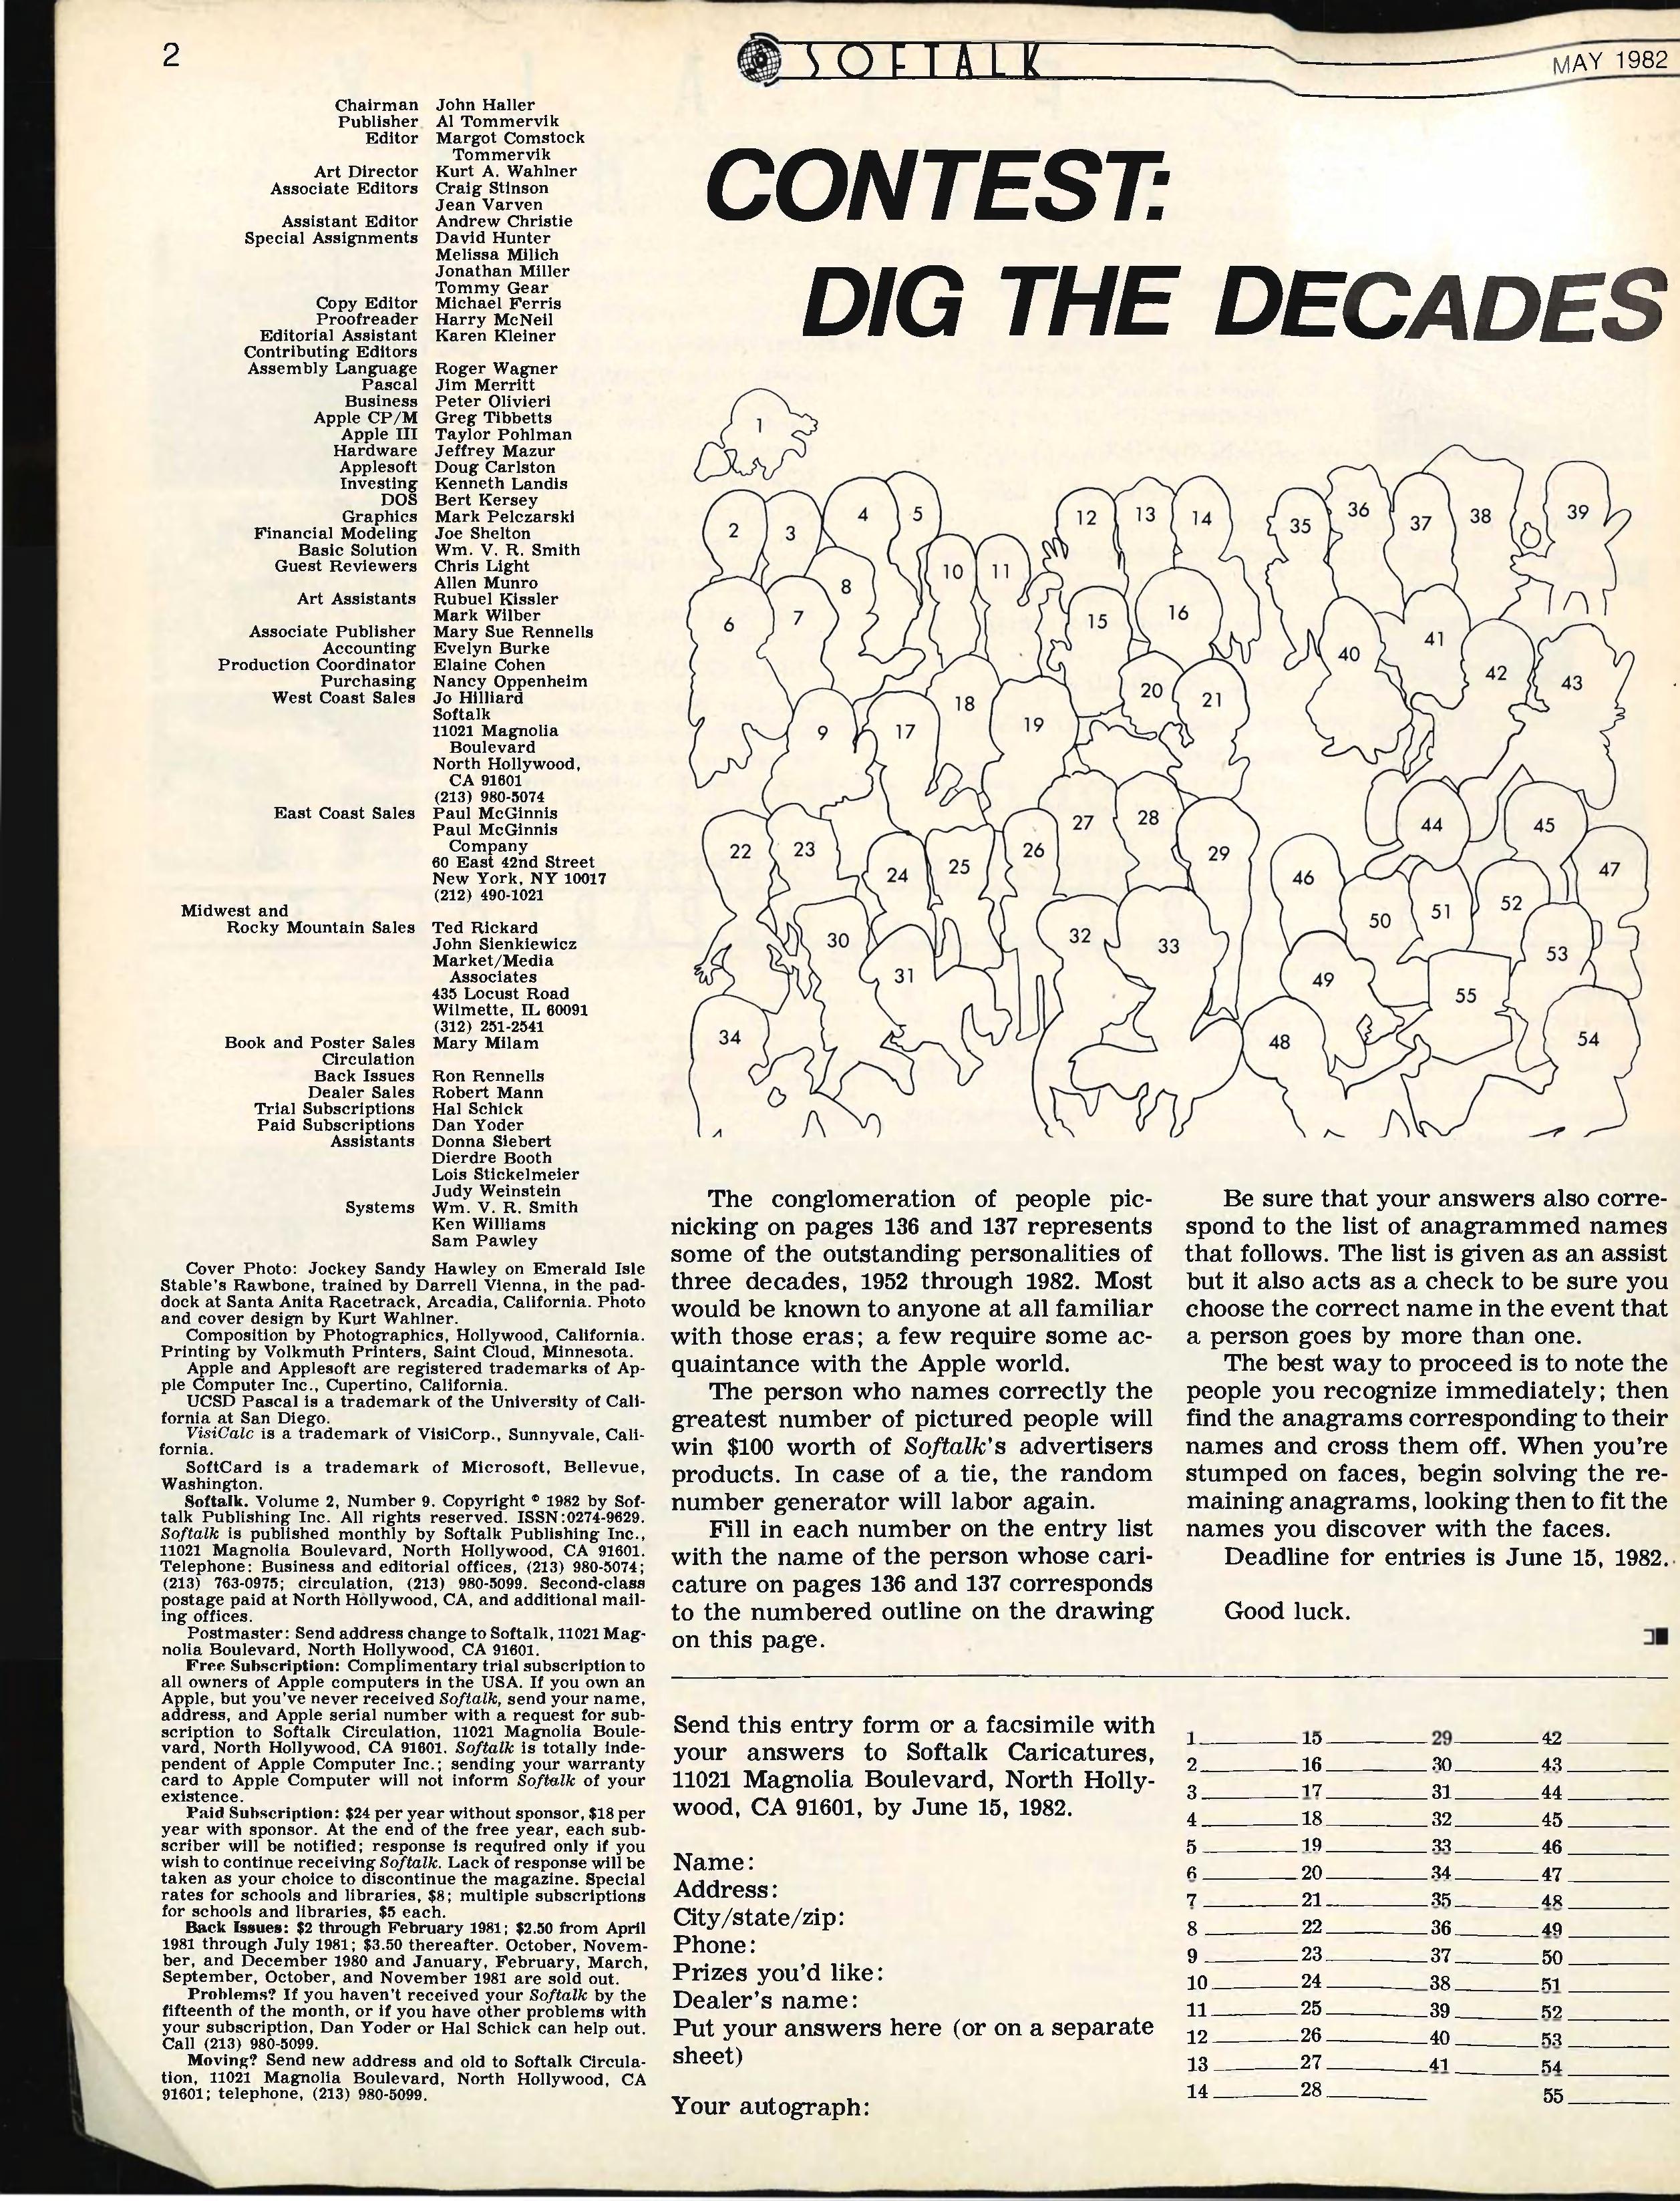 2
SOFTALK
MAY 1982
Chairman John Haller
Publisher Al Tommervik
Editor Margot Comstock
Tommervik
Art Director Kurt A. Wahlner
Associate Editors Craig Stinson
Jean Varven
Assistant Editor Andrew Christie
Special Assignments David Hunter
Melissa Milich
Jonathan Miller
Tommy Gear
Copy Editor Michael Ferris
Proofreader Harry McNeil
Editorial Assistant Karen Kleiner
Contributing Editors
Assembly Language Roger Wagner
Pascal Jim Merritt
Business Peter Olivieri
Apple CP/M Greg Tibbetts
Apple III Taylor Pohlman
Hardware Jeffrey Mazur
Applesoft Doug Carlston
Investing Kenneth Landis
DOS Bert Kersey
Graphics Mark Pelczarski
Financial Modeling Joe Shelton
Basic Solution Wm. V. R. Smith
Guest Reviewers Chris Light
Allen Munro
Art Assistants Rubuel Kissler
Mark Wilber
Associate Publisher Mary Sue Rennells
Accounting Evelyn Burke
Production Coordinator Elaine Cohen
Purchasing Nancy Oppenheim
West Coast Sales Jo Hilliard
Softalk
11021 Magnolia
Boulevard
North Hollywood,
CA 91601
(213) 980-5074
East Coast Sales Paul McGinnis
Paul McGinnis
Company
60 East 42nd Street
New York, NY 10017
(212) 490-1021
Midwest and
Rocky Mountain Sales Ted Rickard
John Sienkiewicz
Market/Media
Associates
435 Locust Road
Wilmette, IL 60091
(312) 251-2541
Book and Poster Sales Mary Milam
Circulation
Back Issues Ron Rennells
Dealer Sales Robert Mann
Trial Subscriptions Hal Schick
Paid Subscriptions Dan Yoder
Assistants Donna Siebert
Dierdre Booth
Lois Stickelmeier
Judy Weinstein
Systems Wm. V. R. Smith
Ken Williams
Sam Pawley
Cover Photo: Jockey Sandy Hawley on Emerald Isle
Stable's Rawbone, trained by Darrell Vienna, in the pad-
dock at Santa Anita Racetrack, Arcadia, California. Photo
and cover design by Kurt Wahlner.
Composition by Photographics, Hollywood, California.
Printing by Volkmuth Printers, Saint Cloud, Minnesota.
Apple and Applesoft are registered trademarks of Ap-
ple Computer Inc., Cupertino, California.
UCSD Pascal is a trademark of the University of Cali-
fornia at San Diego.
VisiCalc is a trademark of VisiCorp., Sunnyvale, Cali-
fornia.
SoftCard is a trademark of Microsoft, Bellevue,
Washington.
Softalk. Volume 2, Number 9. Copyright © 1982 by Sof-
talk Publishing Inc. All rights reserved. ISSN:0274-9629.
Softalk is published monthly by Softalk Publishing Inc.,
11021 Magnolia Boulevard, North Hollywood, CA 91601.
Telephone: Business and editorial offices, (213) 980-5074;
(213) 763-0975; circulation, (213) 980-5099. Second-class
postage paid at North Hollywood, CA, and additional mail-
ing offices.
Postmaster: Send address change to Softalk, 11021 Mag-
nolia Boulevard, North Hollywood, CA 91601.
Free Subscription: Complimentary trial subscription to
all owners of Apple computers in the USA. If you own an
Apple, but you've never received Softalk, send your name,
address, and Apple serial number with a request for sub-
scription to Softalk Circulation, 11021 Magnolia Boule-
vard, North Hollywood, CA 91601. Softalk is totally inde-
pendent of Apple Computer Inc.; sending your warranty
card to Apple Computer will not inform Softalk of your
existence.
Paid Subscription: $24 per year without sponsor, $18 per
year with sponsor. At the end of the free year, each sub-
scriber will be notified; response is required only if you
wish to continue receiving Softalk. Lack of response will be
taken as your choice to discontinue the magazine. Special
rates for schools and libraries, $8; multiple subscriptions
for schools and libraries, $5 each.
Back Issues: $2 through February 1981; $2.50 from April
1981 through July 1981; $3.50 thereafter. October, Novem-
ber, and December 1980 and January, February, March,
September, October, and November 1981 are sold out.
Problems? If you haven't received your Softalk by the
fifteenth of the month, or if you have other problems with
your subscription, Dan Yoder or Hal Schick can help out.
Call (213) 980-5099.
Moving? Send new address and old to Softalk Circula-
tion, 11021 Magnolia Boulevard, North Hollywood, CA
91601; telephone, (213) 980-5099.
CONTEST:
DIG THE DECADES
1
2 3 4 5 12 13 14 35 36 37 38 39
8 10 11
6 7 15 16 40 41 42 43
9 17 18 19 20 21
22 23 24 25 26 27 28 29 44 45 46 47
30 31 32 33 49 50 51 52 53
34 48 55 54
The conglomeration of people pic-
nicking on pages 136 and 137 represents
some of the outstanding personalities of
three decades, 1952 through 1982. Most
would be known to anyone at all familiar
with those eras; a few require some ac-
quaintance with the Apple world.
The person who names correctly the
greatest number of pictured people will
win $100 worth of Softalk's advertisers
products. In case of a tie, the random
number generator will labor again.
Fill in each number on the entry list
with the name of the person whose cari-
cature on pages 136 and 137 corresponds
to the numbered outline on the drawing
on this page.
Be sure that your answers also corre-
spond to the list of anagrammed names
that follows. The list is given as an assist
but it also acts as a check to be sure you
choose the correct name in the event that
a person goes by more than one.
The best way to proceed is to note the
people you recognize immediately; then
find the anagrams corresponding to their
names and cross them off. When you're
stumped on faces, begin solving the re-
maining anagrams, looking then to fit the
names you discover with the faces.
Deadline for entries is June 15, 1982.
Good luck.
Send this entry form or a facsimile with
your answers to Softalk Caricatures,
11021 Magnolia Boulevard, North Holly-
wood, CA 91601, by June 15, 1982.
Name:
Address:
City/state/zip:
Phone:
Prizes you'd like:
Dealer's name:
Put your answers here (or on a separate
sheet)
Your autograph:
1 15 29 42
2 16 30 43
3 17 31 44
4 18 32 45
5 19 33 46
6 20 34 47
7 21 35 48
8 22 36 49
9 23 37 50
10 24 38 51
11 25 39 52
12 26 40 53
13 27 41 54
14 28 55